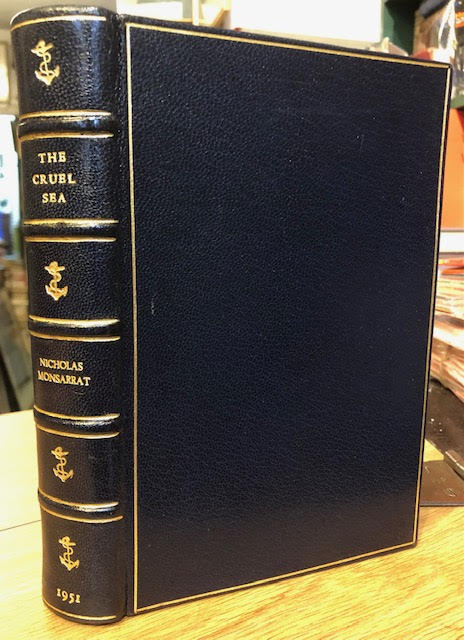 THE
CRUEL
SEA
NICHOLAS
MONSARRAT
1951